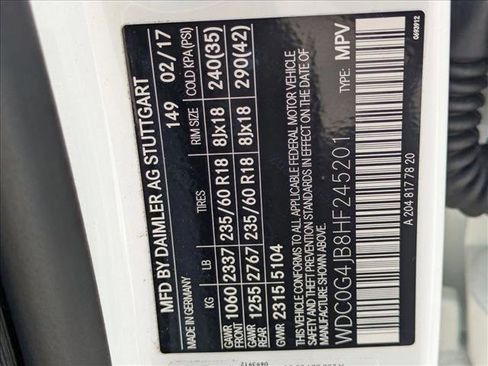 MFD BY DAIMLER AG STUTTGART
MADE IN GERMANY 149 02/17
KG LB TIRES RIM SIZE COLD KPA(PSI)
GAWR FRONT 1060 2337 235/60 R18 8Jx18 240(35)
GAWR REAR 1255 2767 235/60 R18 8Jx18 290(42)
GVWR 2315 5104
THIS VEHICLE CONFORMS TO ALL APPLICABLE FEDERAL MOTOR VEHICLE
SAFETY AND THEFT PREVENTION STANDARDS IN EFFECT ON THE DATE OF
MANUFACTURE SHOWN ABOVE.
WDC0G4JB8HF245201 TYPE: MPV
A 204 817 78 20
0693912
0693912